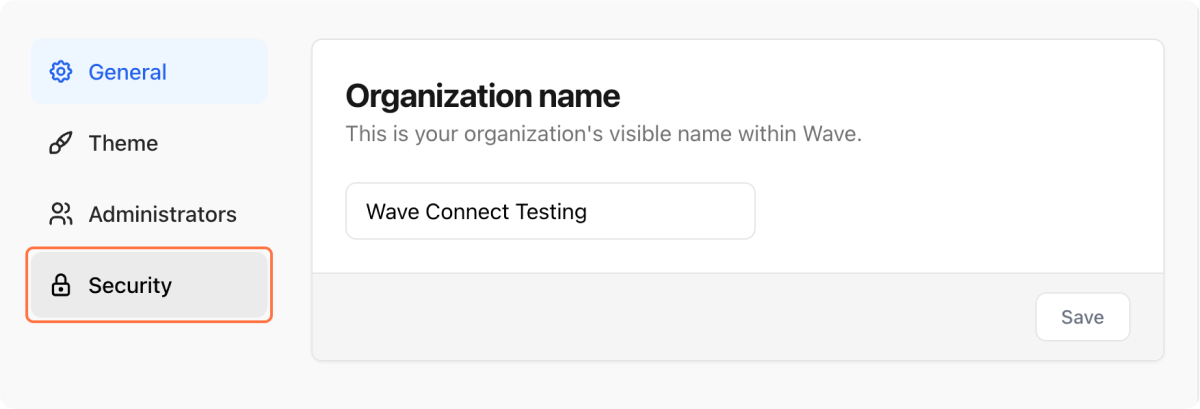 General
Theme
Administrators
Security
Organization name
This is your organization's visible name within Wave.
Wave Connect Testing
Save